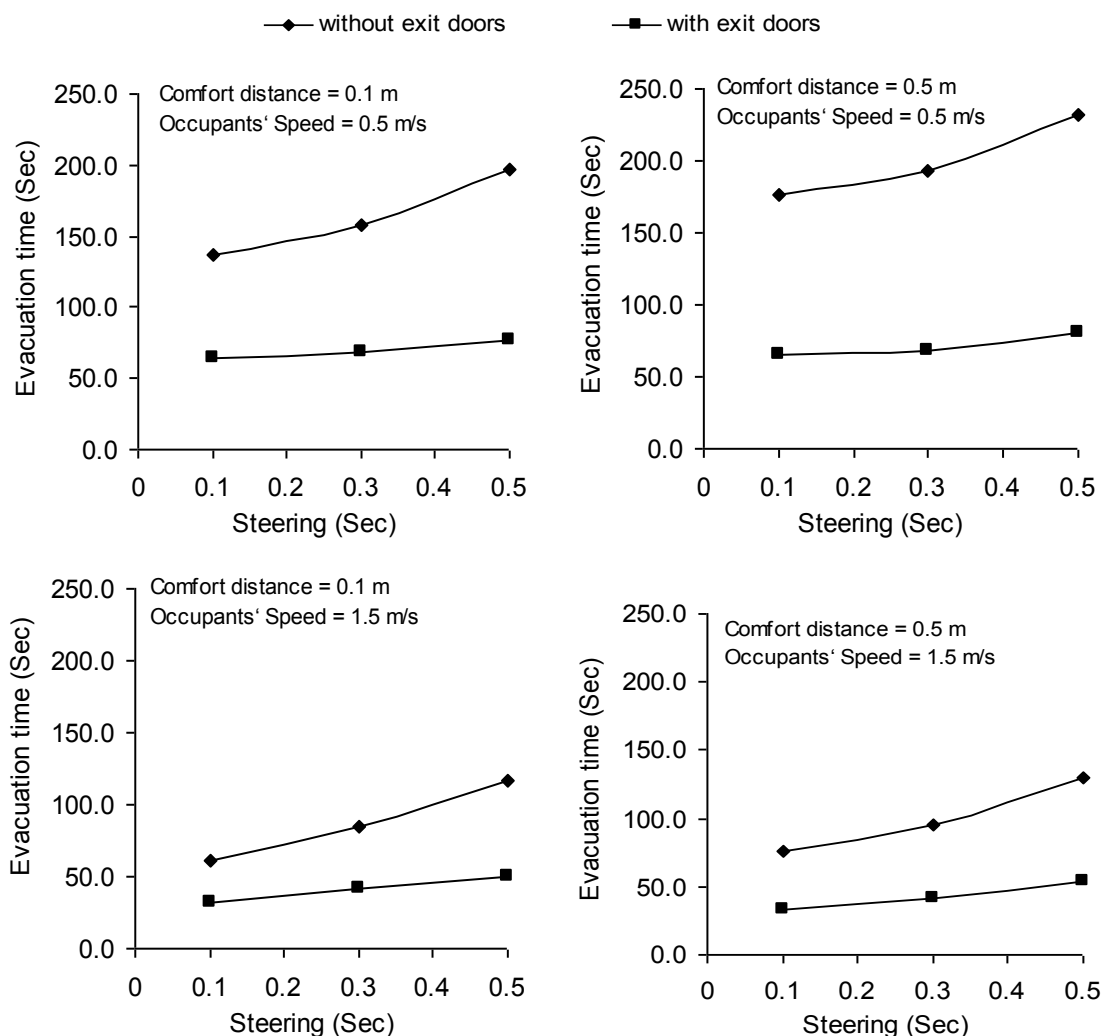 without exit doors
with exit doors
Comfort distance = 0.1 m
Occupants‘ Speed = 0.5 m/s
Evacuation time (Sec)
250.0
200.0
150.0
100.0
50.0
0.0
0 0.1 0.2 0.3 0.4 0.5
Steering (Sec)
Comfort distance = 0.5 m
Occupants‘ Speed = 0.5 m/s
Evacuation time (Sec)
250.0
200.0
150.0
100.0
50.0
0.0
0 0.1 0.2 0.3 0.4 0.5
Steering (Sec)
Comfort distance = 0.1 m
Occupants‘ Speed = 1.5 m/s
Evacuation time (Sec)
250.0
200.0
150.0
100.0
50.0
0.0
0 0.1 0.2 0.3 0.4 0.5
Steering (Sec)
Comfort distance = 0.5 m
Occupants‘ Speed = 1.5 m/s
Evacuation time (Sec)
250.0
200.0
150.0
100.0
50.0
0.0
0 0.1 0.2 0.3 0.4 0.5
Steering (Sec)